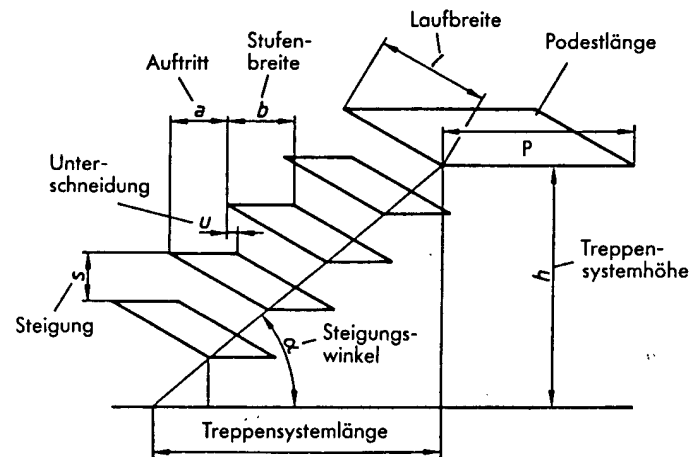 Laufbreite
Stufen-
breite
Podestlänge
Auftritt
l
a
b
P
Unter-
schneidung
u
s
Steigung
h
Treppen-
systemhöhe
α
Steigungs-
winkel
Treppensystemlänge